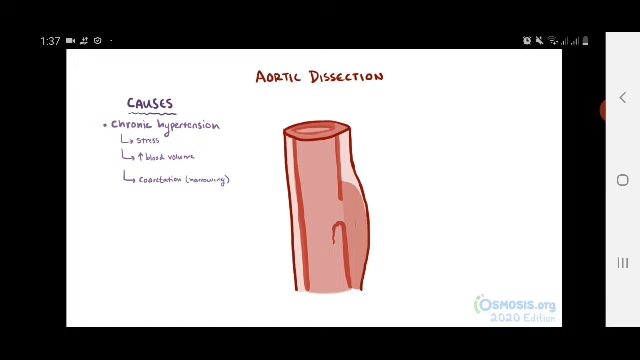 1:37
AORTIC DISSECTION
CAUSES
• Chronic hypertension
↳ Stress
↳ ↑ blood volume
↳ Coarctation (narrowing)
OSMOSIS.org
2020 Edition